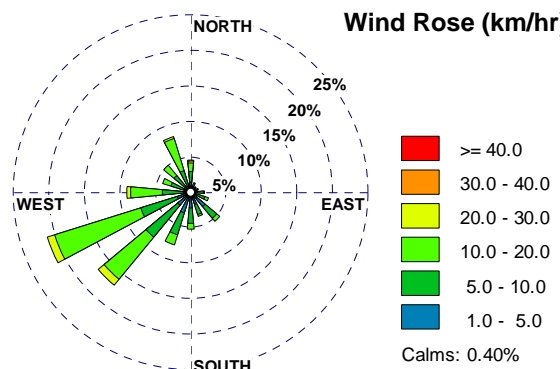 Wind Rose (km/hr)
NORTH
25%
20%
15%
10%
5%
WEST
EAST
SOUTH
>= 40.0
30.0 - 40.0
20.0 - 30.0
10.0 - 20.0
5.0 - 10.0
1.0 - 5.0
Calms: 0.40%